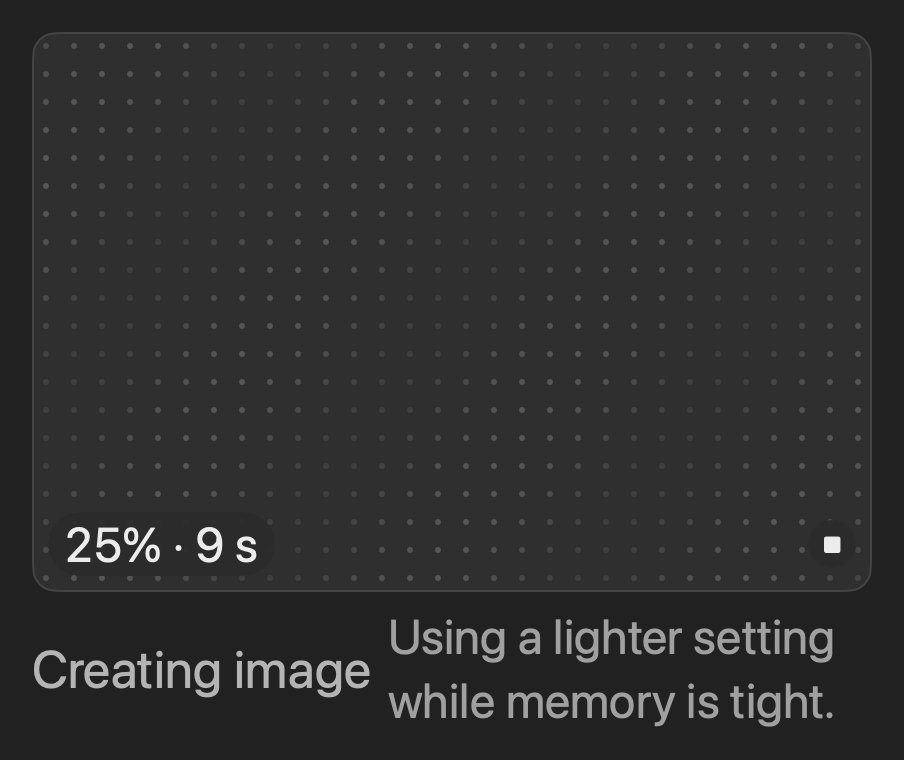 25% · 9 s
Creating image
Using a lighter setting
while memory is tight.